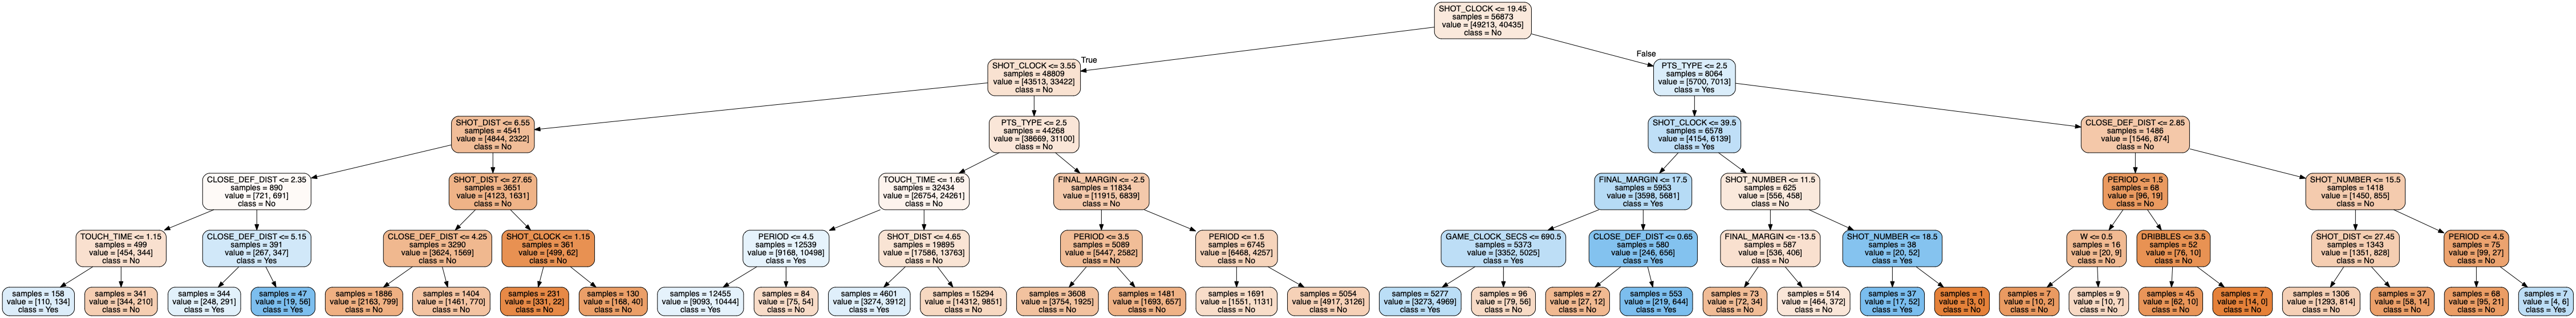 SHOT_CLOCK <= 19.45
samples = 56873
value = [49213, 40435]
class = No
True
False
SHOT_CLOCK <= 3.55
samples = 48809
value = [43513, 33422]
class = No
PTS_TYPE <= 2.5
samples = 8064
value = [5700, 7013]
class = Yes
SHOT_DIST <= 6.55
samples = 4541
value = [4844, 2322]
class = No
PTS_TYPE <= 2.5
samples = 44268
value = [38669, 31100]
class = No
SHOT_CLOCK <= 39.5
samples = 6578
value = [4154, 6139]
class = Yes
CLOSE_DEF_DIST <= 2.85
samples = 1486
value = [1546, 874]
class = No
CLOSE_DEF_DIST <= 2.35
samples = 890
value = [721, 691]
class = No
SHOT_DIST <= 27.65
samples = 3651
value = [4123, 1631]
class = No
TOUCH_TIME <= 1.65
samples = 32434
value = [26754, 24261]
class = No
FINAL_MARGIN <= -2.5
samples = 11834
value = [11915, 6839]
class = No
FINAL_MARGIN <= 17.5
samples = 5953
value = [3598, 5681]
class = Yes
SHOT_NUMBER <= 11.5
samples = 625
value = [556, 458]
class = No
PERIOD <= 1.5
samples = 68
value = [96, 19]
class = No
SHOT_NUMBER <= 15.5
samples = 1418
value = [1450, 855]
class = No
TOUCH_TIME <= 1.15
samples = 499
value = [454, 344]
class = No
CLOSE_DEF_DIST <= 5.15
samples = 391
value = [267, 347]
class = Yes
CLOSE_DEF_DIST <= 4.25
samples = 3290
value = [3624, 1569]
class = No
SHOT_CLOCK <= 1.15
samples = 361
value = [499, 62]
class = No
PERIOD <= 4.5
samples = 12539
value = [9168, 10498]
class = Yes
SHOT_DIST <= 4.65
samples = 19895
value = [17586, 13763]
class = No
PERIOD <= 3.5
samples = 5089
value = [5447, 2582]
class = No
PERIOD <= 1.5
samples = 6745
value = [6468, 4257]
class = No
GAME_CLOCK_SECS <= 690.5
samples = 5373
value = [3352, 5025]
class = Yes
CLOSE_DEF_DIST <= 0.65
samples = 580
value = [246, 656]
class = Yes
FINAL_MARGIN <= -13.5
samples = 587
value = [536, 406]
class = No
SHOT_NUMBER <= 18.5
samples = 38
value = [20, 52]
class = Yes
W <= 0.5
samples = 16
value = [20, 9]
class = No
DRIBBLES <= 3.5
samples = 52
value = [76, 10]
class = No
SHOT_DIST <= 27.45
samples = 1343
value = [1351, 828]
class = No
PERIOD <= 4.5
samples = 75
value = [99, 27]
class = No
samples = 158
value = [110, 134]
class = Yes
samples = 341
value = [344, 210]
class = No
samples = 344
value = [248, 291]
class = Yes
samples = 47
value = [19, 56]
class = Yes
samples = 1886
value = [2163, 799]
class = No
samples = 1404
value = [1461, 770]
class = No
samples = 231
value = [331, 22]
class = No
samples = 130
value = [168, 40]
class = No
samples = 12455
value = [9093, 10444]
class = Yes
samples = 84
value = [75, 54]
class = No
samples = 4601
value = [3274, 3912]
class = Yes
samples = 15294
value = [14312, 9851]
class = No
samples = 3608
value = [3754, 1925]
class = No
samples = 1481
value = [1693, 657]
class = No
samples = 1691
value = [1551, 1131]
class = No
samples = 5054
value = [4917, 3126]
class = No
samples = 5277
value = [3273, 4969]
class = Yes
samples = 96
value = [79, 56]
class = No
samples = 27
value = [27, 12]
class = No
samples = 553
value = [219, 644]
class = Yes
samples = 73
value = [72, 34]
class = No
samples = 514
value = [464, 372]
class = No
samples = 37
value = [17, 52]
class = Yes
samples = 1
value = [3, 0]
class = No
samples = 7
value = [10, 2]
class = No
samples = 9
value = [10, 7]
class = No
samples = 45
value = [62, 10]
class = No
samples = 7
value = [14, 0]
class = No
samples = 1306
value = [1293, 814]
class = No
samples = 37
value = [58, 14]
class = No
samples = 68
value = [95, 21]
class = No
samples = 7
value = [4, 6]
class = Yes